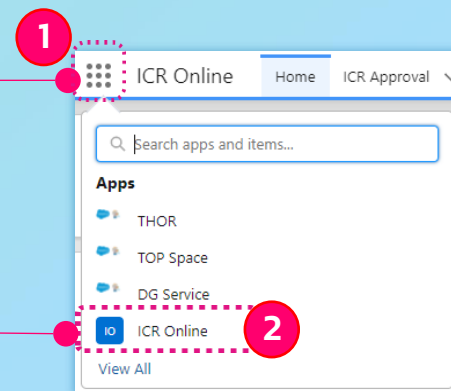 1
ICR Online Home ICR Approval
Search apps and items...
Apps
THOR
TOP Space
DG Service
IO ICR Online 2
View All